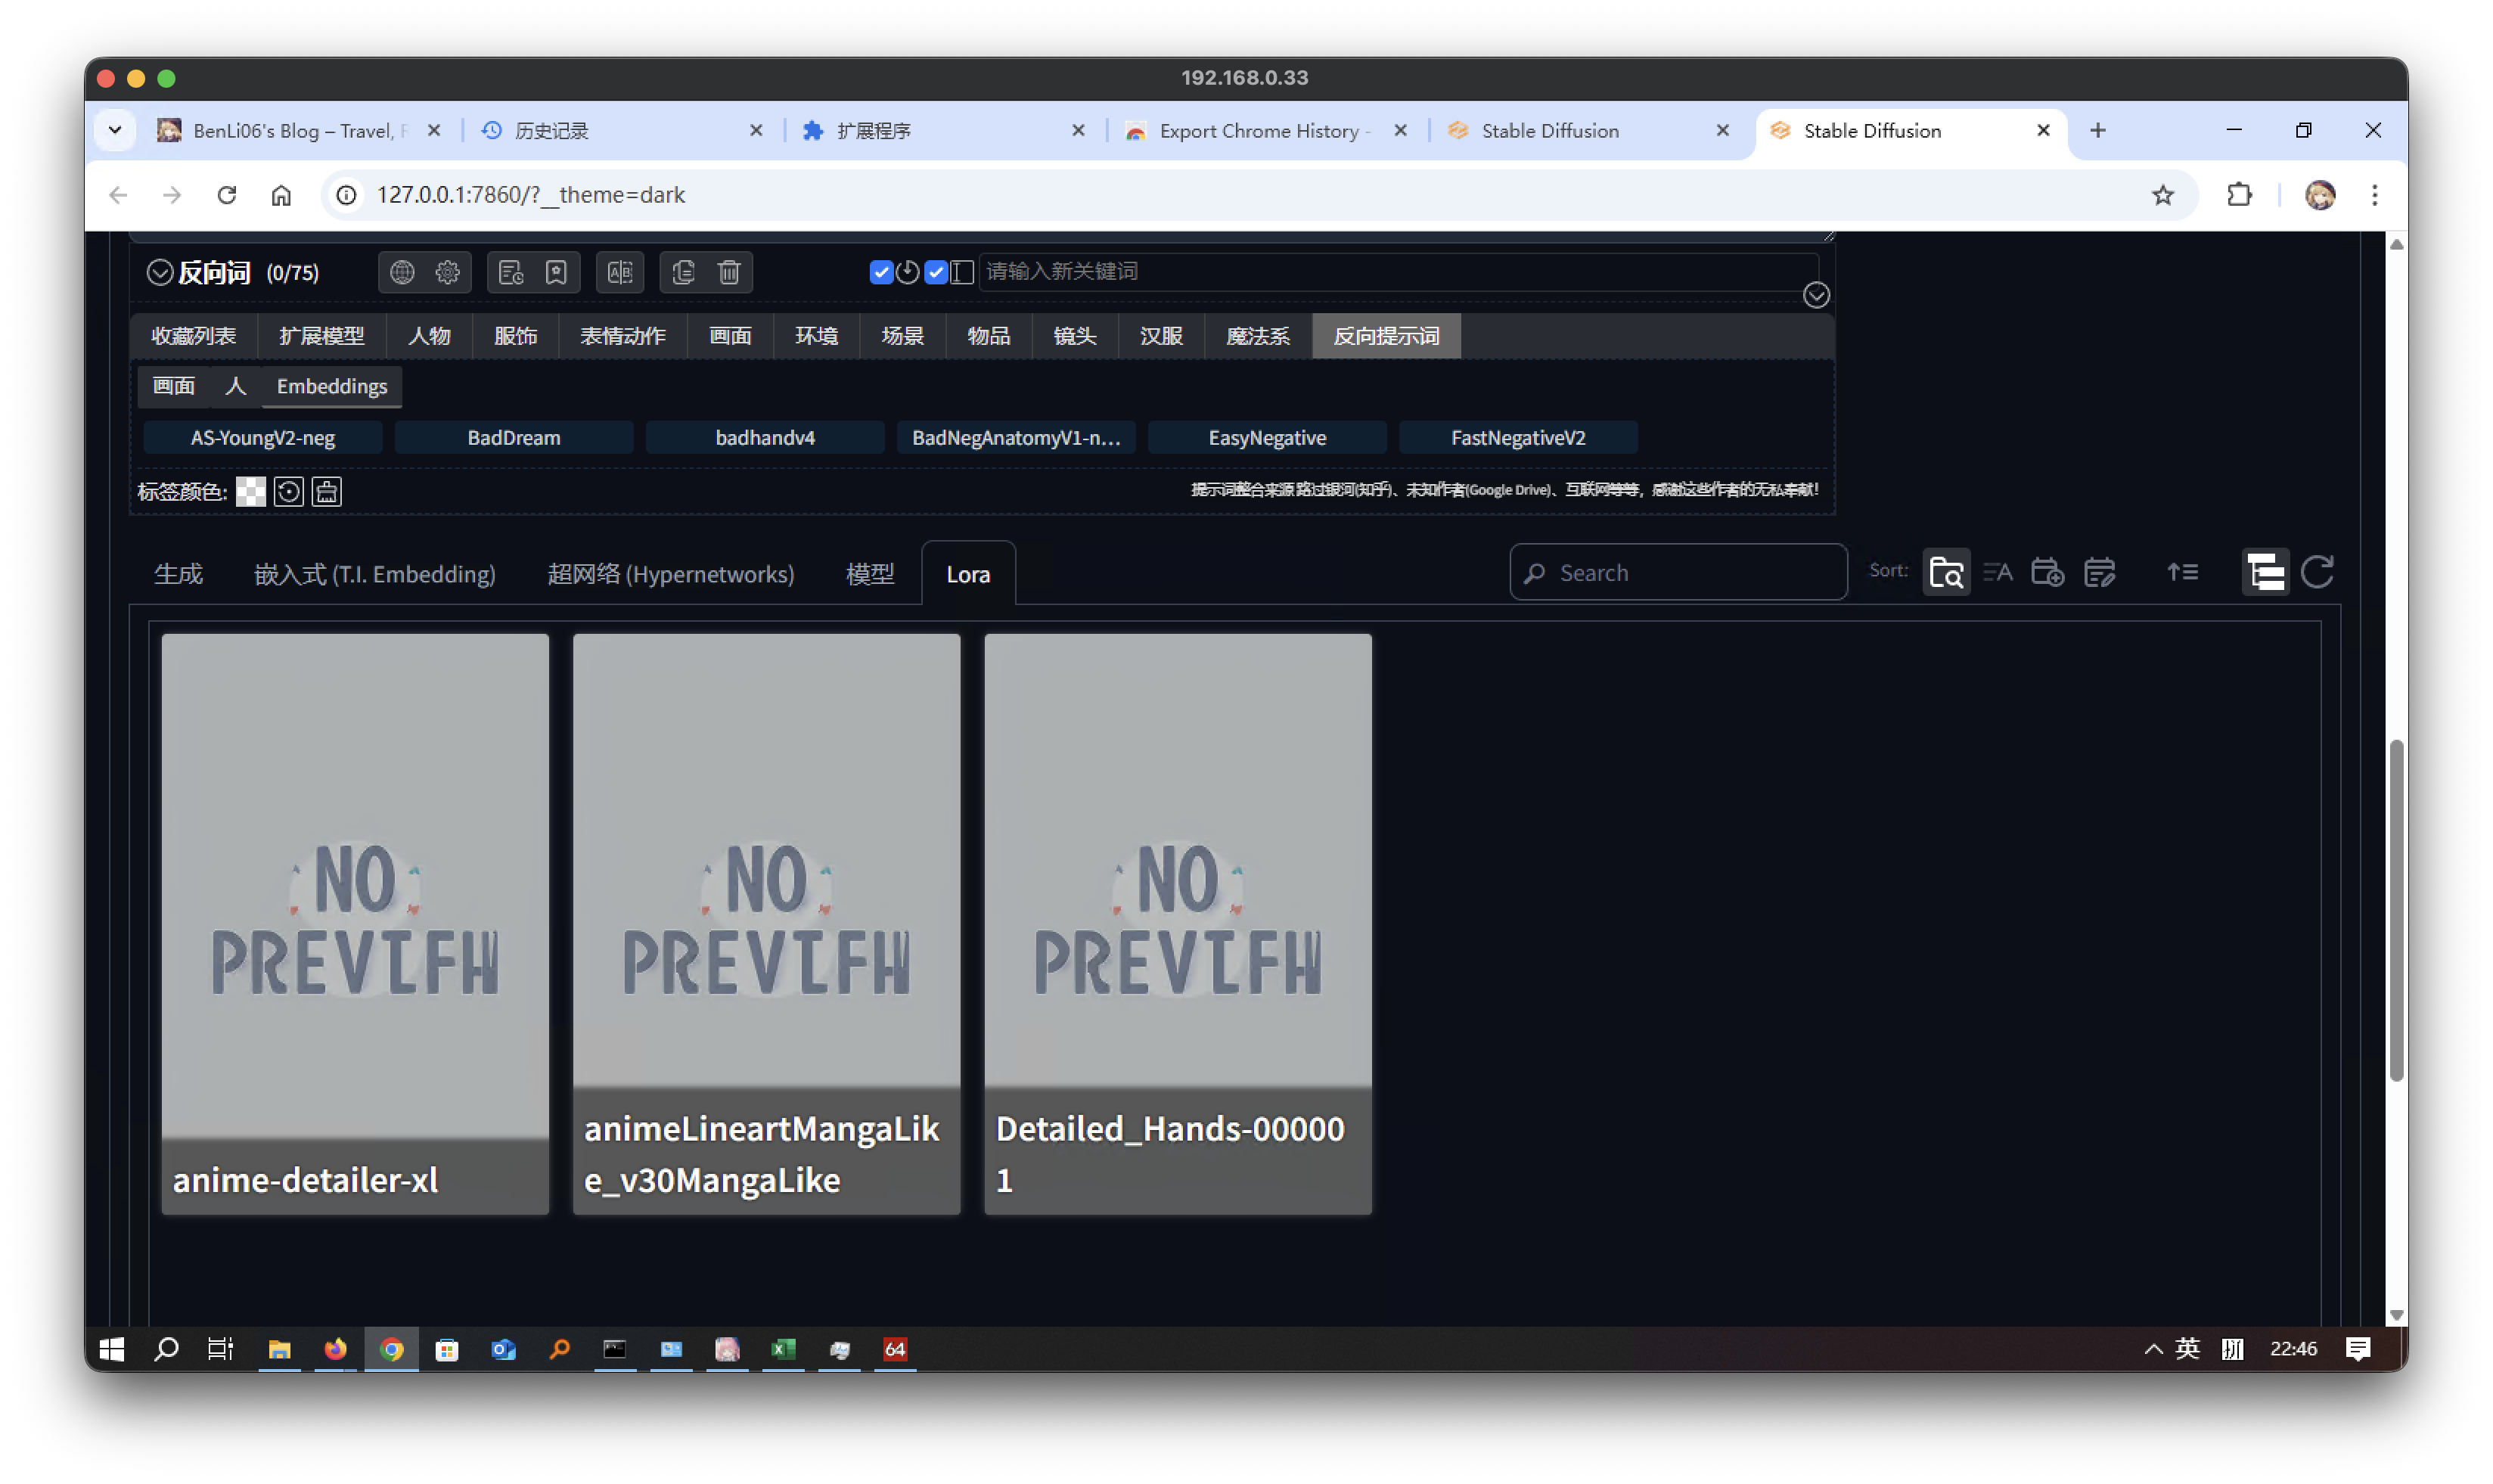 192.168.0.33
BenLi06's Blog – Travel, R
历史记录
扩展程序
Export Chrome History -
Stable Diffusion
Stable Diffusion
127.0.0.1:7860/?__theme=dark
反向词 (0/75)
请输入新关键词
收藏列表 扩展模型 人物 服饰 表情动作 画面 环境 场景 物品 镜头 汉服 魔法系 反向提示词
画面 人 Embeddings
AS-YoungV2-neg BadDream badhandv4 BadNegAnatomyV1-n... EasyNegative FastNegativeV2
标签颜色:
提示词整合来源路过银河(知乎)、未知作者(Google Drive)、互联网等等，感谢这些作者的无私奉献!
生成 嵌入式 (T.I. Embedding) 超网络 (Hypernetworks) 模型 Lora
Search
Sort:
NO
PREVIEW
anime-detailer-xl
NO
PREVIEW
animeLineartMangaLik
e_v30MangaLike
NO
PREVIEW
Detailed_Hands-00000
1
64
英
拼
22:46